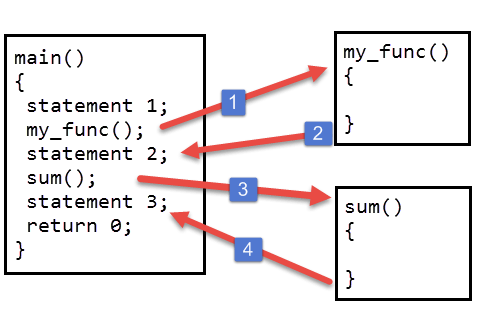 main()
{
statement 1;
my_func();
statement 2;
sum();
statement 3;
return 0;
}
1
2
3
4
my_func()
{
}
sum()
{
}